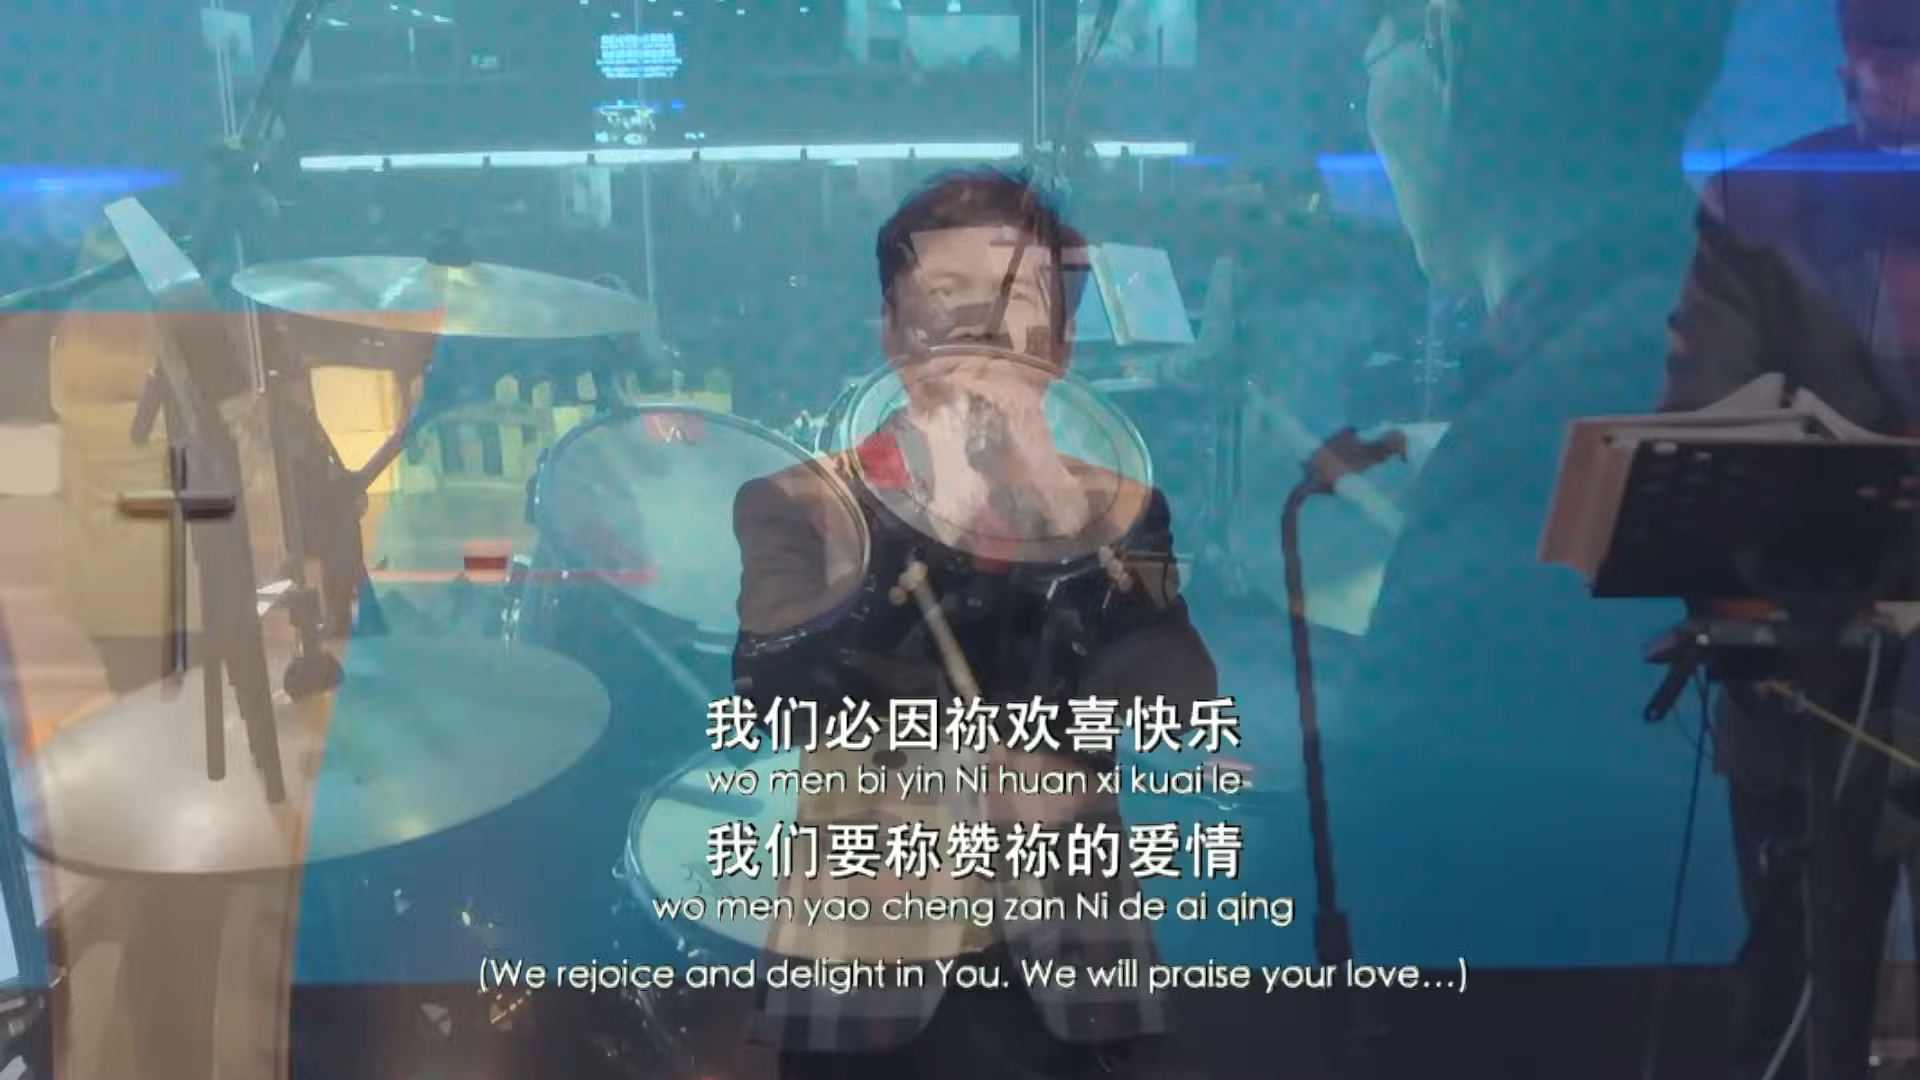 我们必因祢欢喜快乐
wo men bi yin Ni huan xi kuai le
我们要称赞祢的爱情
wo men yao cheng zan Ni de ai qing
(We rejoice and delight in You. We will praise your love...)